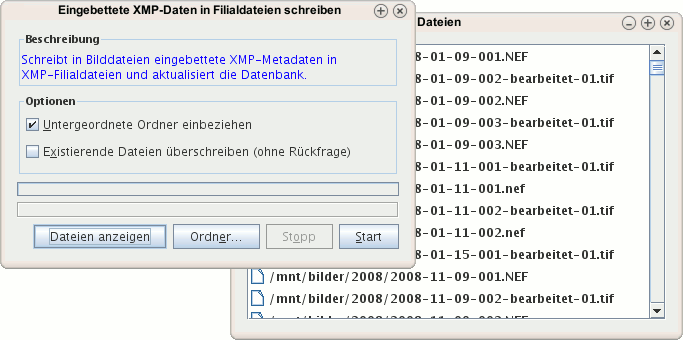 Eingebettete XMP-Daten in Filialdateien schreiben
Beschreibung
Schreibt in Bilddateien eingebettete XMP-Metadaten in
XMP-Filialdateien und aktualisiert die Datenbank.
Optionen
Untergeordnete Ordner einbeziehen
Existierende Dateien überschreiben (ohne Rückfrage)
Dateien anzeigen
Ordner...
Stopp
Start
Dateien
8-01-09-001.NEF
8-01-09-002-bearbeitet-01.tif
8-01-09-002.NEF
8-01-09-003-bearbeitet-01.tif
8-01-09-003.NEF
8-01-11-001-bearbeitet-01.tif
8-01-11-001.nef
8-01-11-002-bearbeitet-01.tif
8-01-11-002.nef
8-01-15-001-bearbeitet-01.tif
/mnt/bilder/2008/2008-11-09-001.NEF
/mnt/bilder/2008/2008-11-09-002-bearbeitet-01.tif